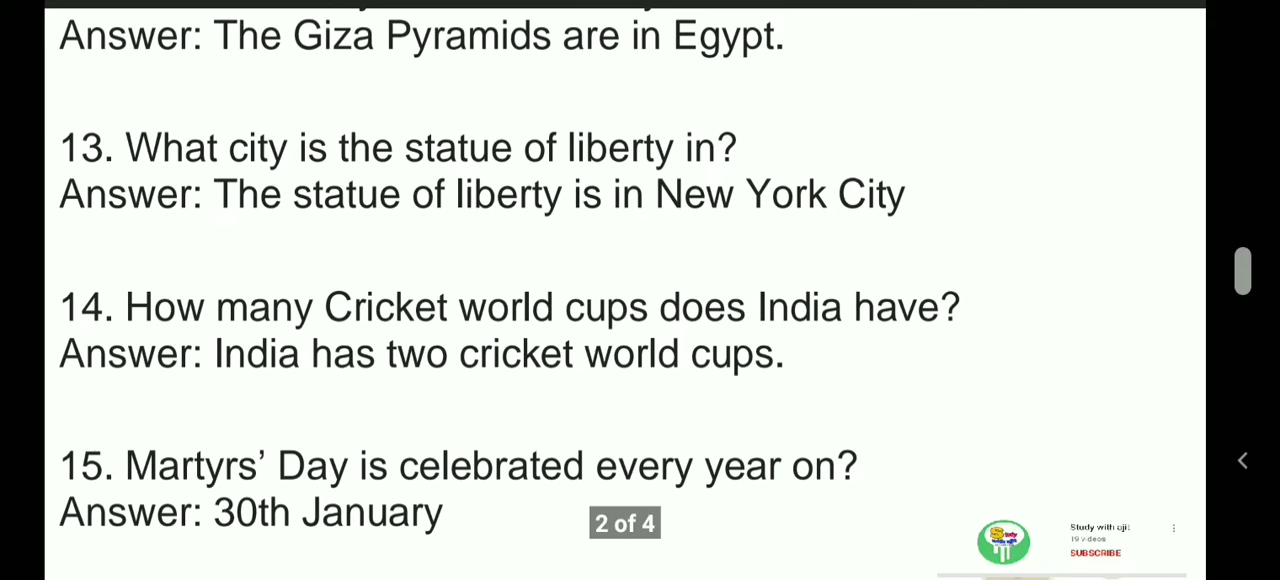 Answer: The Giza Pyramids are in Egypt.
13. What city is the statue of liberty in?
Answer: The statue of liberty is in New York City
14. How many Cricket world cups does India have?
Answer: India has two cricket world cups.
15. Martyrs’ Day is celebrated every year on?
Answer: 30th January
2 of 4
Study with ajit
19 videos
SUBSCRIBE